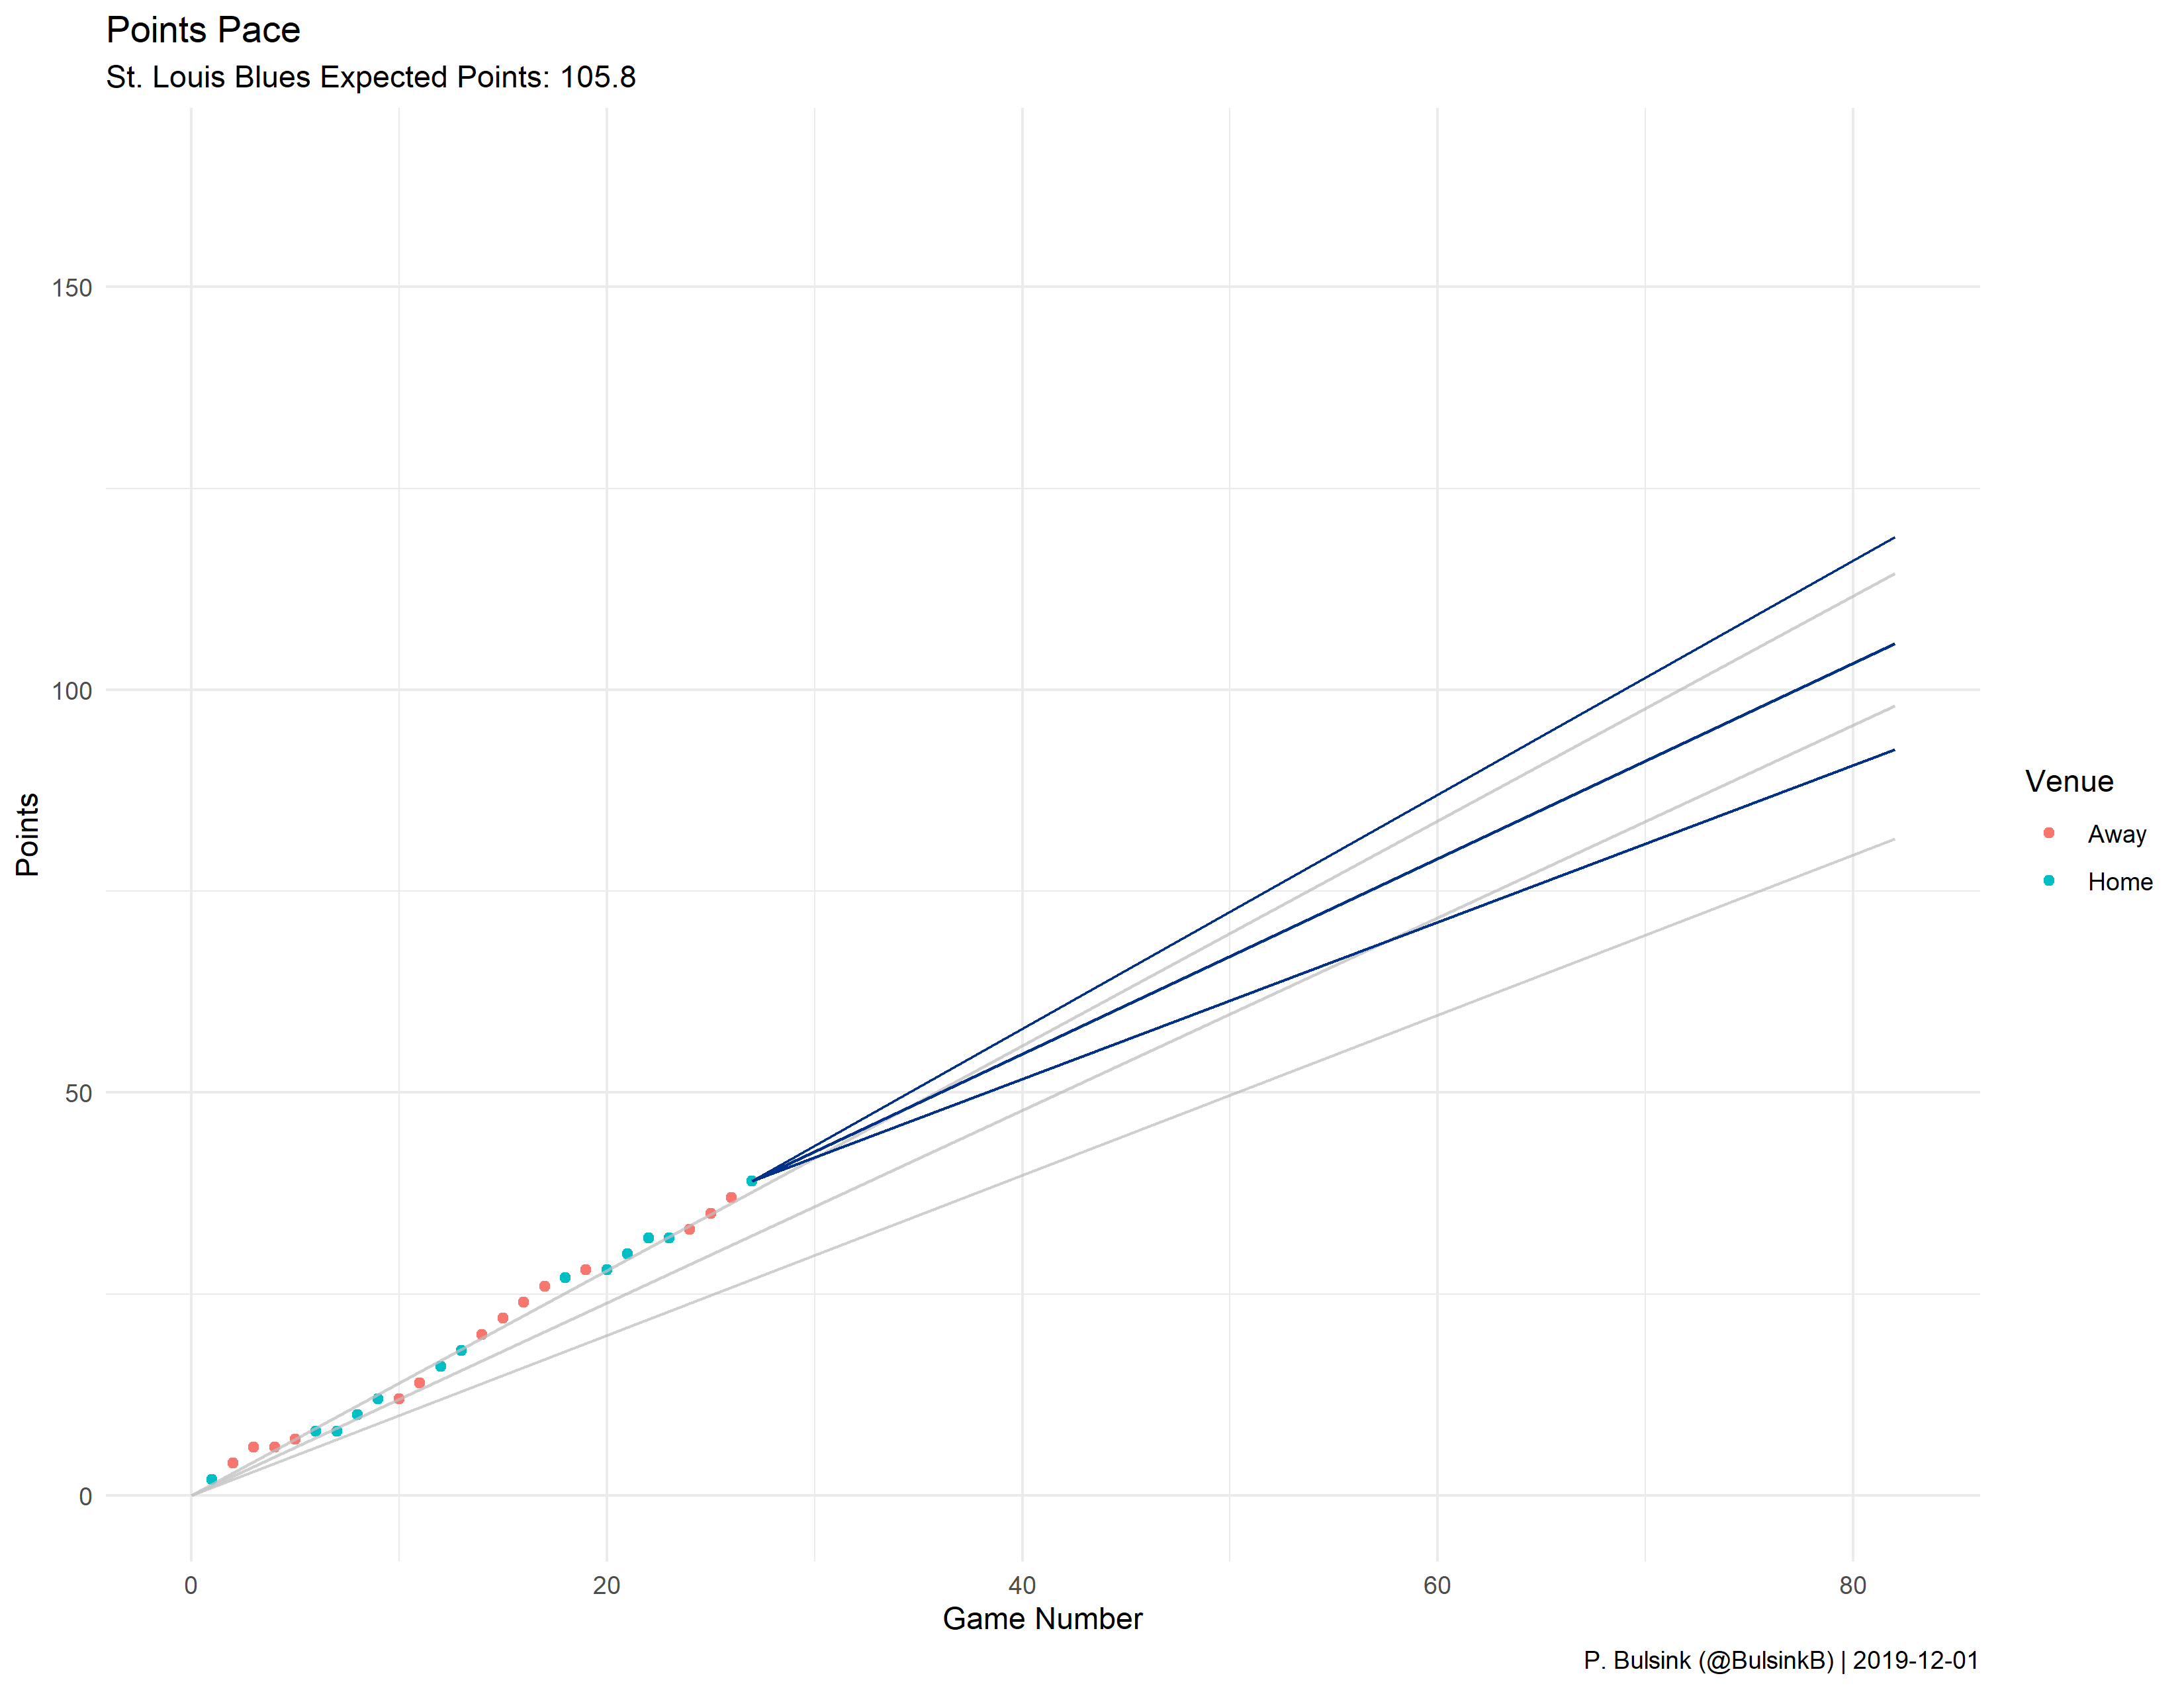 Points Pace
St. Louis Blues Expected Points: 105.8
150
100
50
0
Points
0 20 40 60 80
Game Number
Venue
Away
Home
P. Bulsink (@BulsinkB) | 2019-12-01